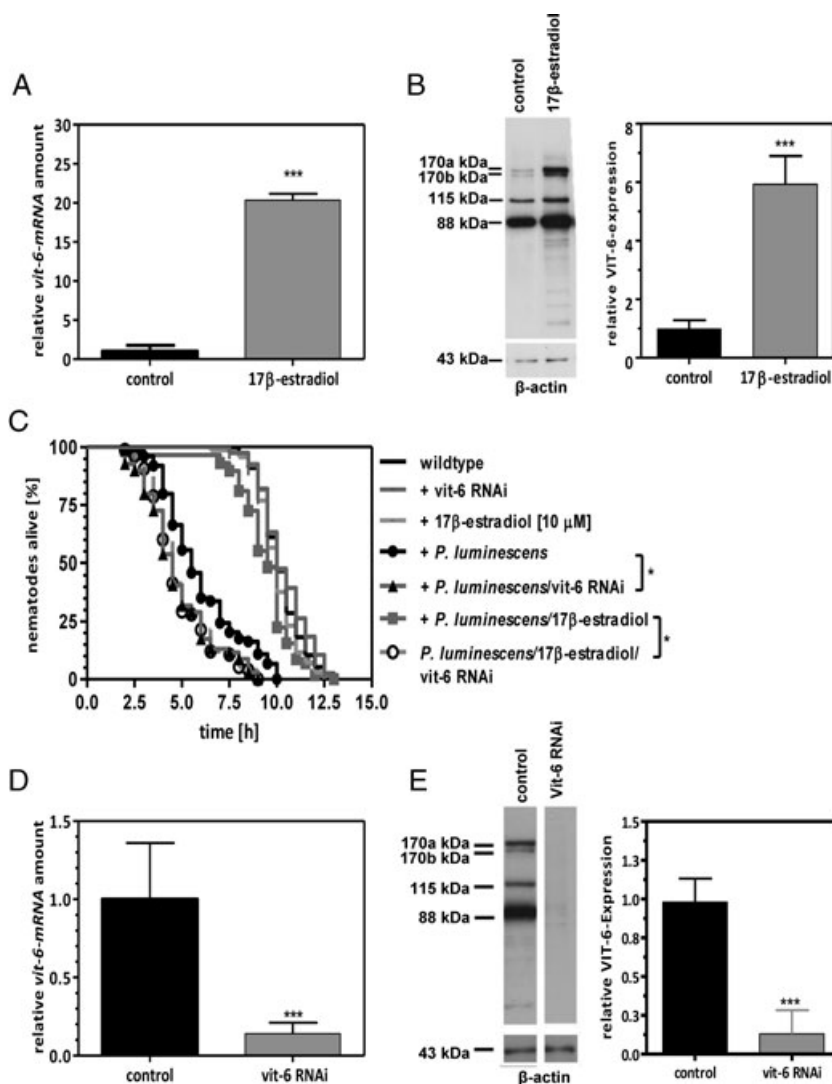 A
relative vit-6-mRNA amount
30
25
20
15
10
5
0
***
control
17β-estradiol
B
control
17β-estradiol
170a kDa
170b kDa
115 kDa
88 kDa
43 kDa
β-actin
relative VIT-6-expression
8
6
4
2
0
***
control
17β-estradiol
C
nematodes alive [%]
100
75
50
25
0
0.0 2.5 5.0 7.5 10.0 12.5 15.0
time [h]
wildtype
+ vit-6 RNAi
+ 17β-estradiol [10 μM]
+ P. luminescens
+ P. luminescens/vit-6 RNAi
+ P. luminescens/17β-estradiol
P. luminescens/17β-estradiol/
vit-6 RNAi
*
*
D
relative vit-6-mRNA amount
1.5
1.0
0.5
0.0
***
control
vit-6 RNAi
E
control
Vit-6 RNAi
170a kDa
170b kDa
115 kDa
88 kDa
43 kDa
β-actin
relative VIT-6-Expression
1.5
1.3
1.0
0.8
0.5
0.3
0.0
***
control
vit-6 RNAi